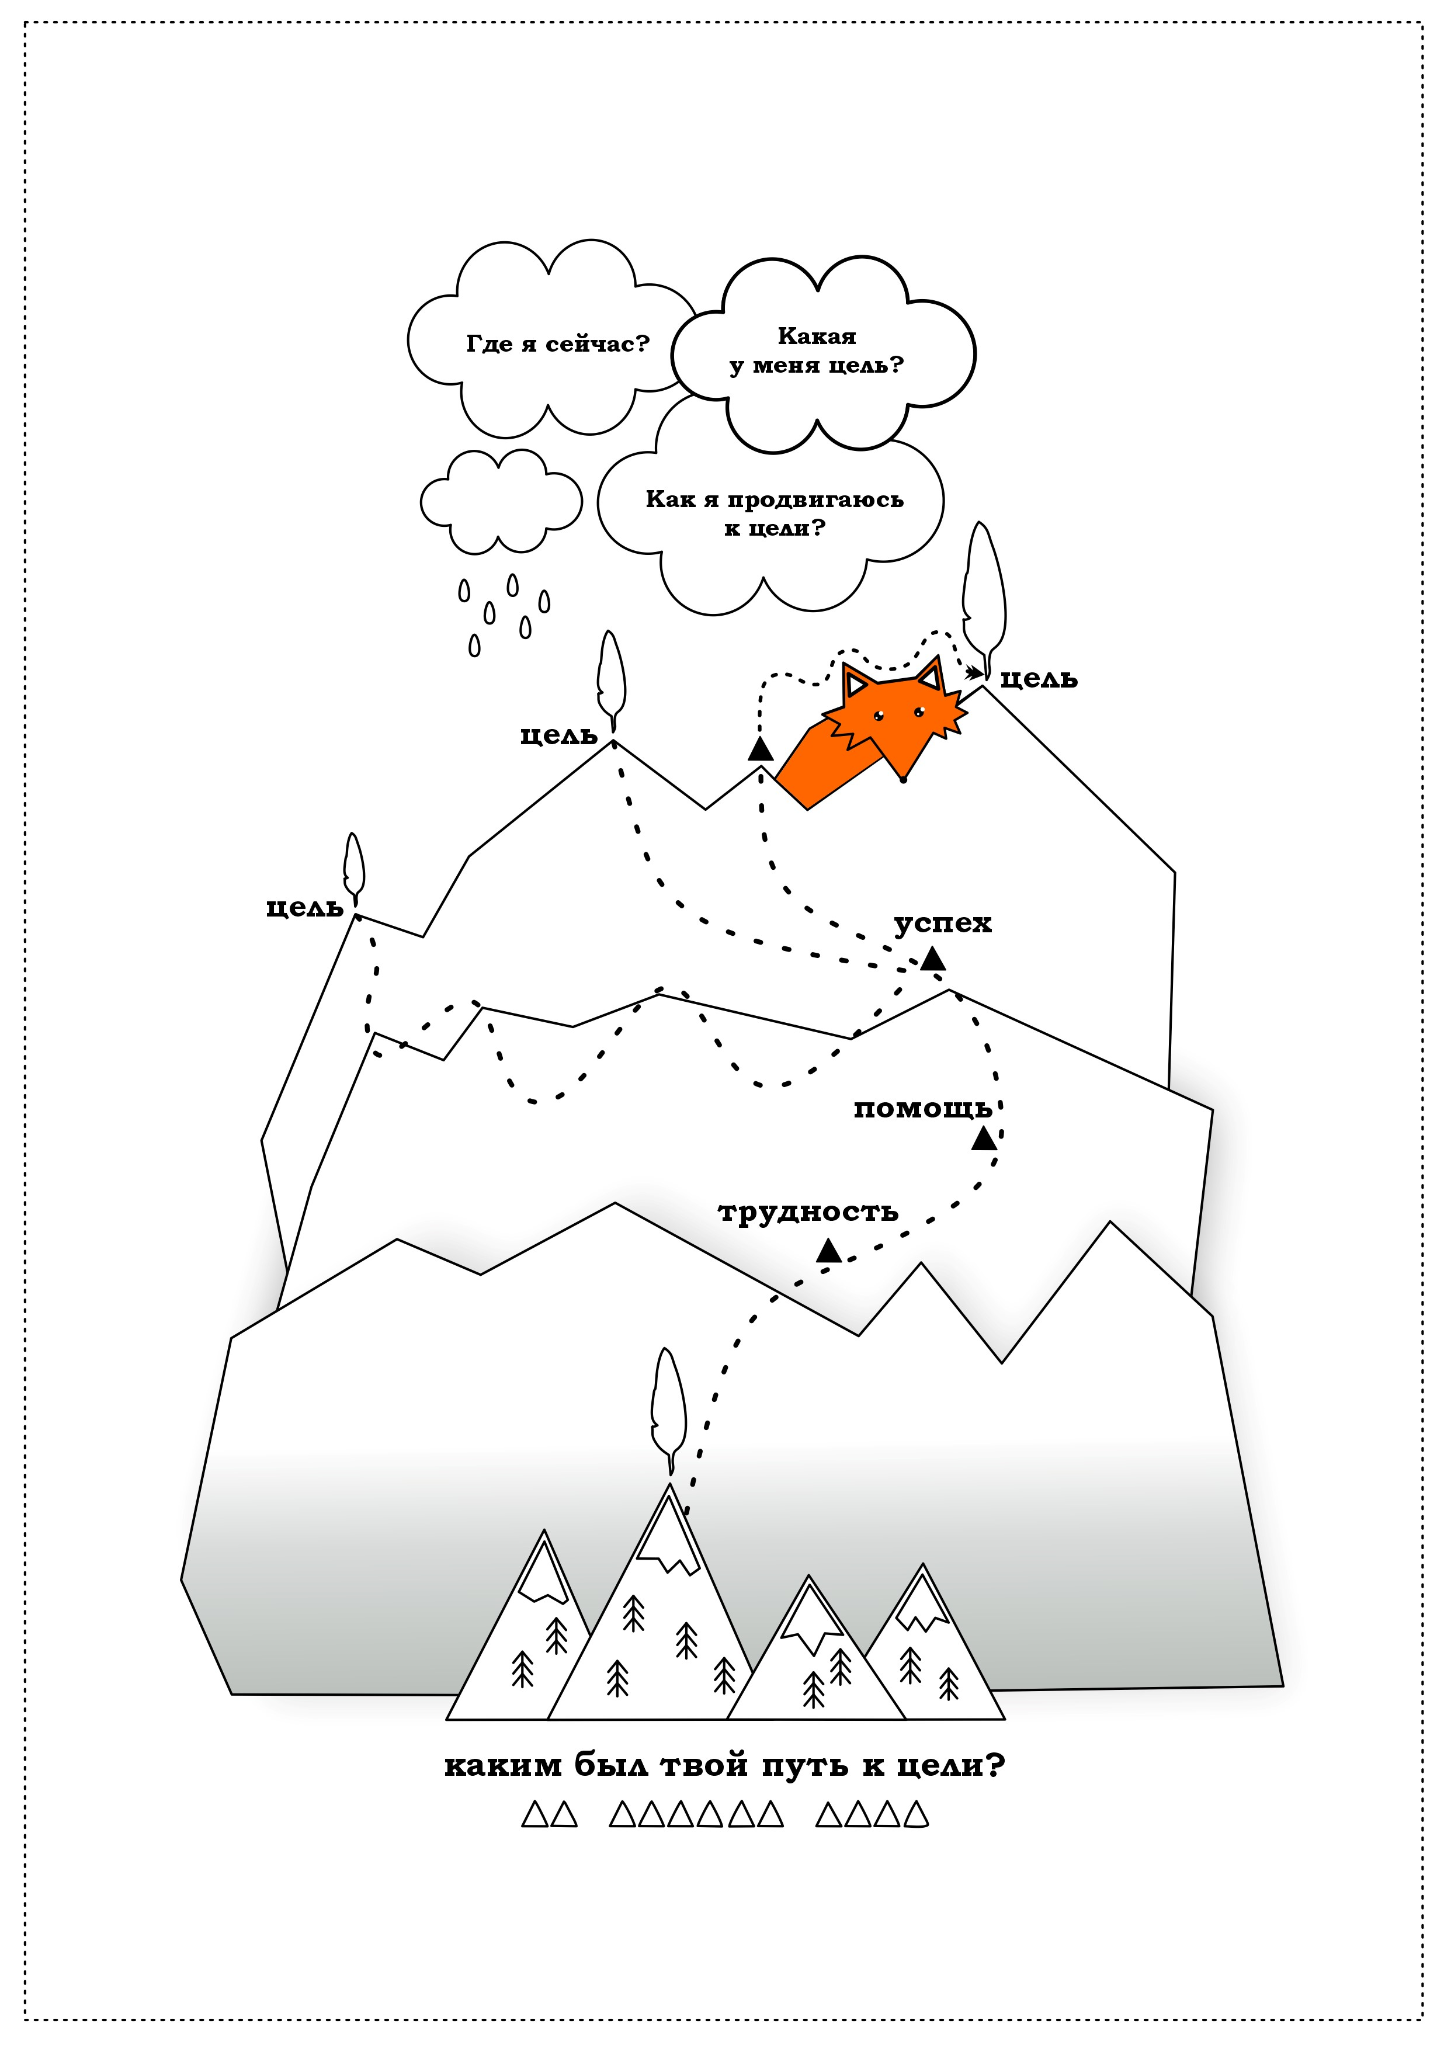 Где я сейчас?
Какая
у меня цель?
Как я продвигаюсь
к цели?
цель
цель
цель
успех
помощь
трудность
каким был твой путь к цели?